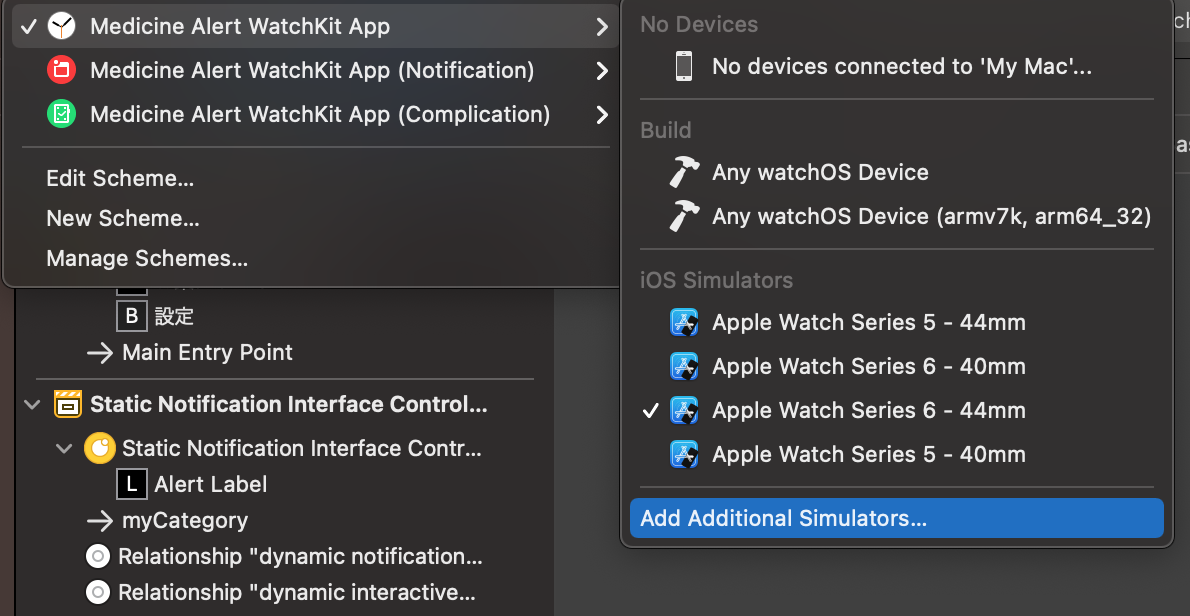 Medicine Alert WatchKit App
Medicine Alert WatchKit App (Notification)
Medicine Alert WatchKit App (Complication)
Edit Scheme...
New Scheme...
Manage Schemes...
B 設定
Main Entry Point
Static Notification Interface Control...
Static Notification Interface Contr...
L Alert Label
myCategory
Relationship "dynamic notification...
Relationship "dynamic interactive...
No Devices
No devices connected to 'My Mac'...
Build
Any watchOS Device
Any watchOS Device (armv7k, arm64_32)
iOS Simulators
Apple Watch Series 5 - 44mm
Apple Watch Series 6 - 40mm
Apple Watch Series 6 - 44mm
Apple Watch Series 5 - 40mm
Add Additional Simulators...